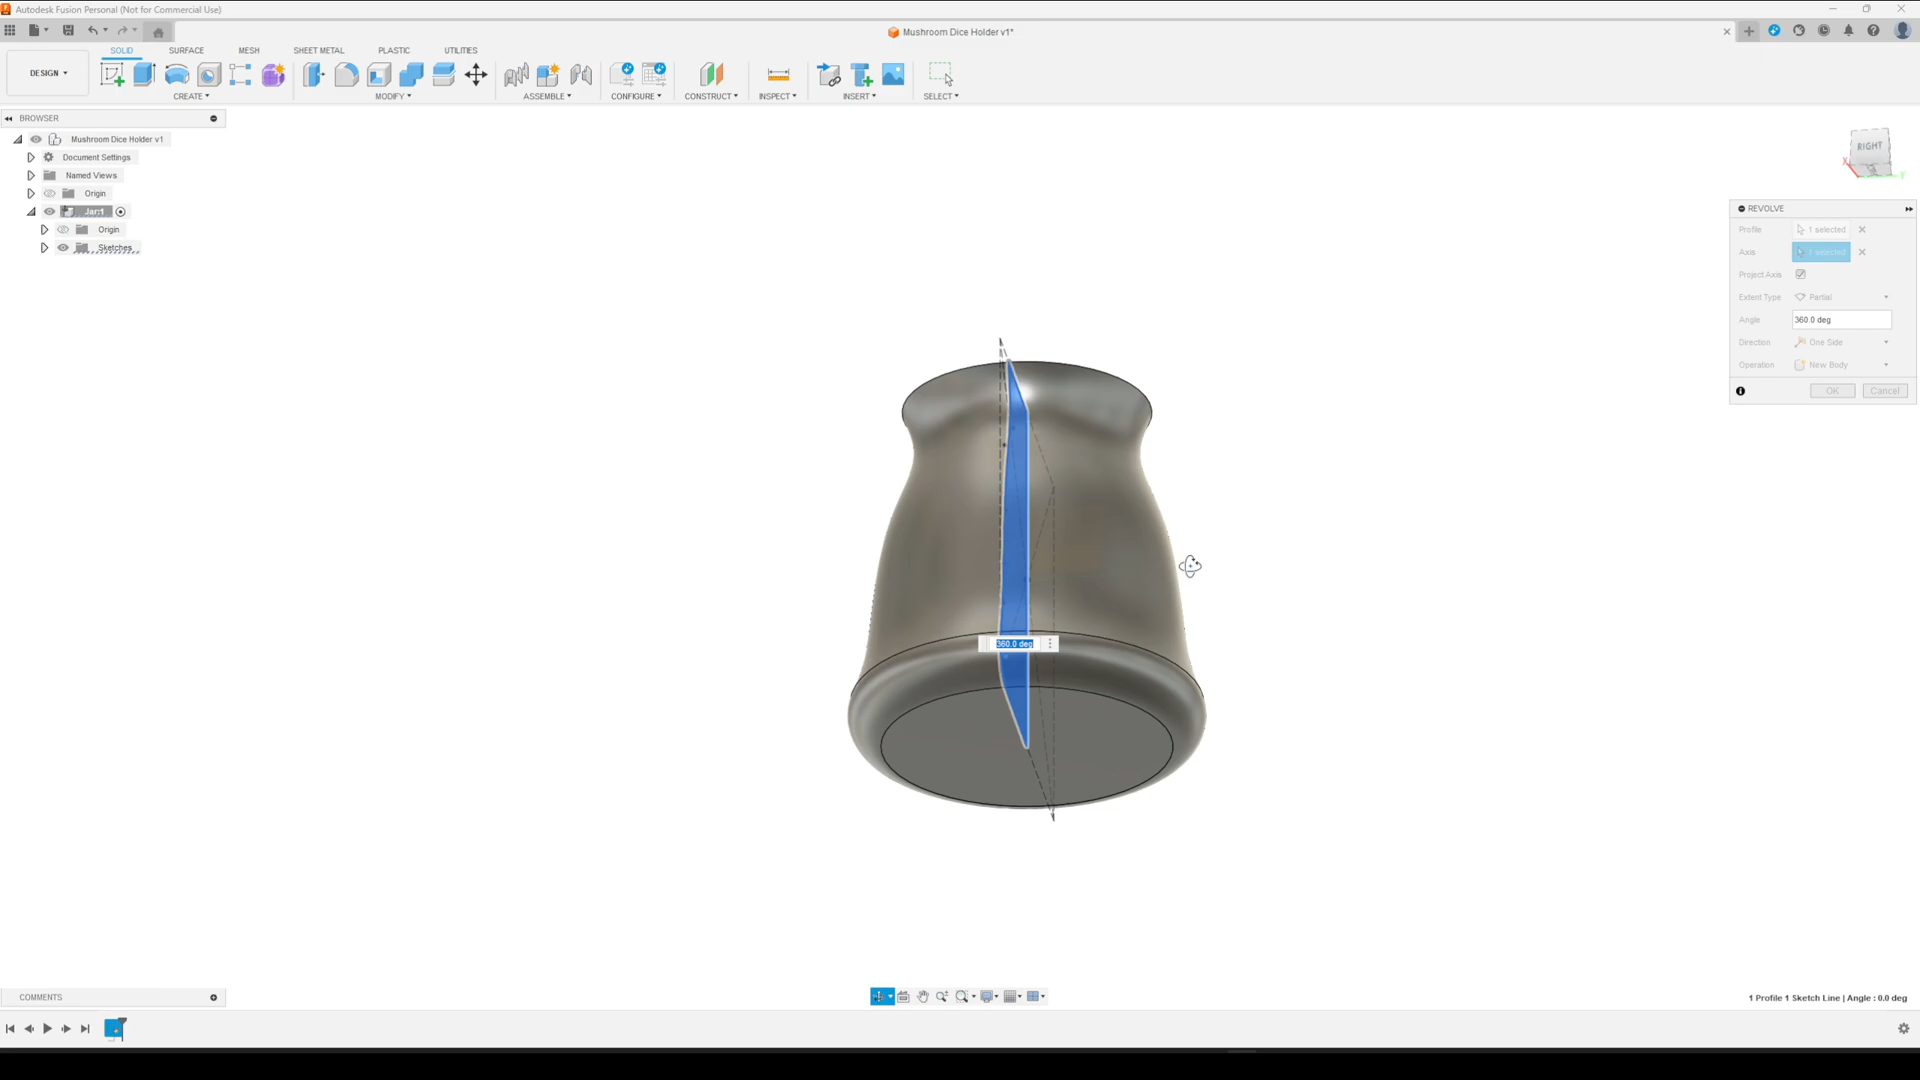 Autodesk Fusion Personal (Not for Commercial Use)
Mushroom Dice Holder v1*
SOLID SURFACE MESH SHEET METAL PLASTIC UTILITIES
DESIGN
CREATE MODIFY ASSEMBLE CONFIGURE CONSTRUCT INSPECT INSERT SELECT
BROWSER
Mushroom Dice Holder v1
Document Settings
Named Views
Origin
Jar:1
Origin
Sketches
RIGHT
X
Y
REVOLVE
Profile 1 selected
Axis 1 selected
Project Axis
Extent Type Partial
Angle 360.0 deg
Direction One Side
Operation New Body
OK Cancel
360.0 deg
COMMENTS
1 Profile 1 Sketch Line | Angle : 0.0 deg